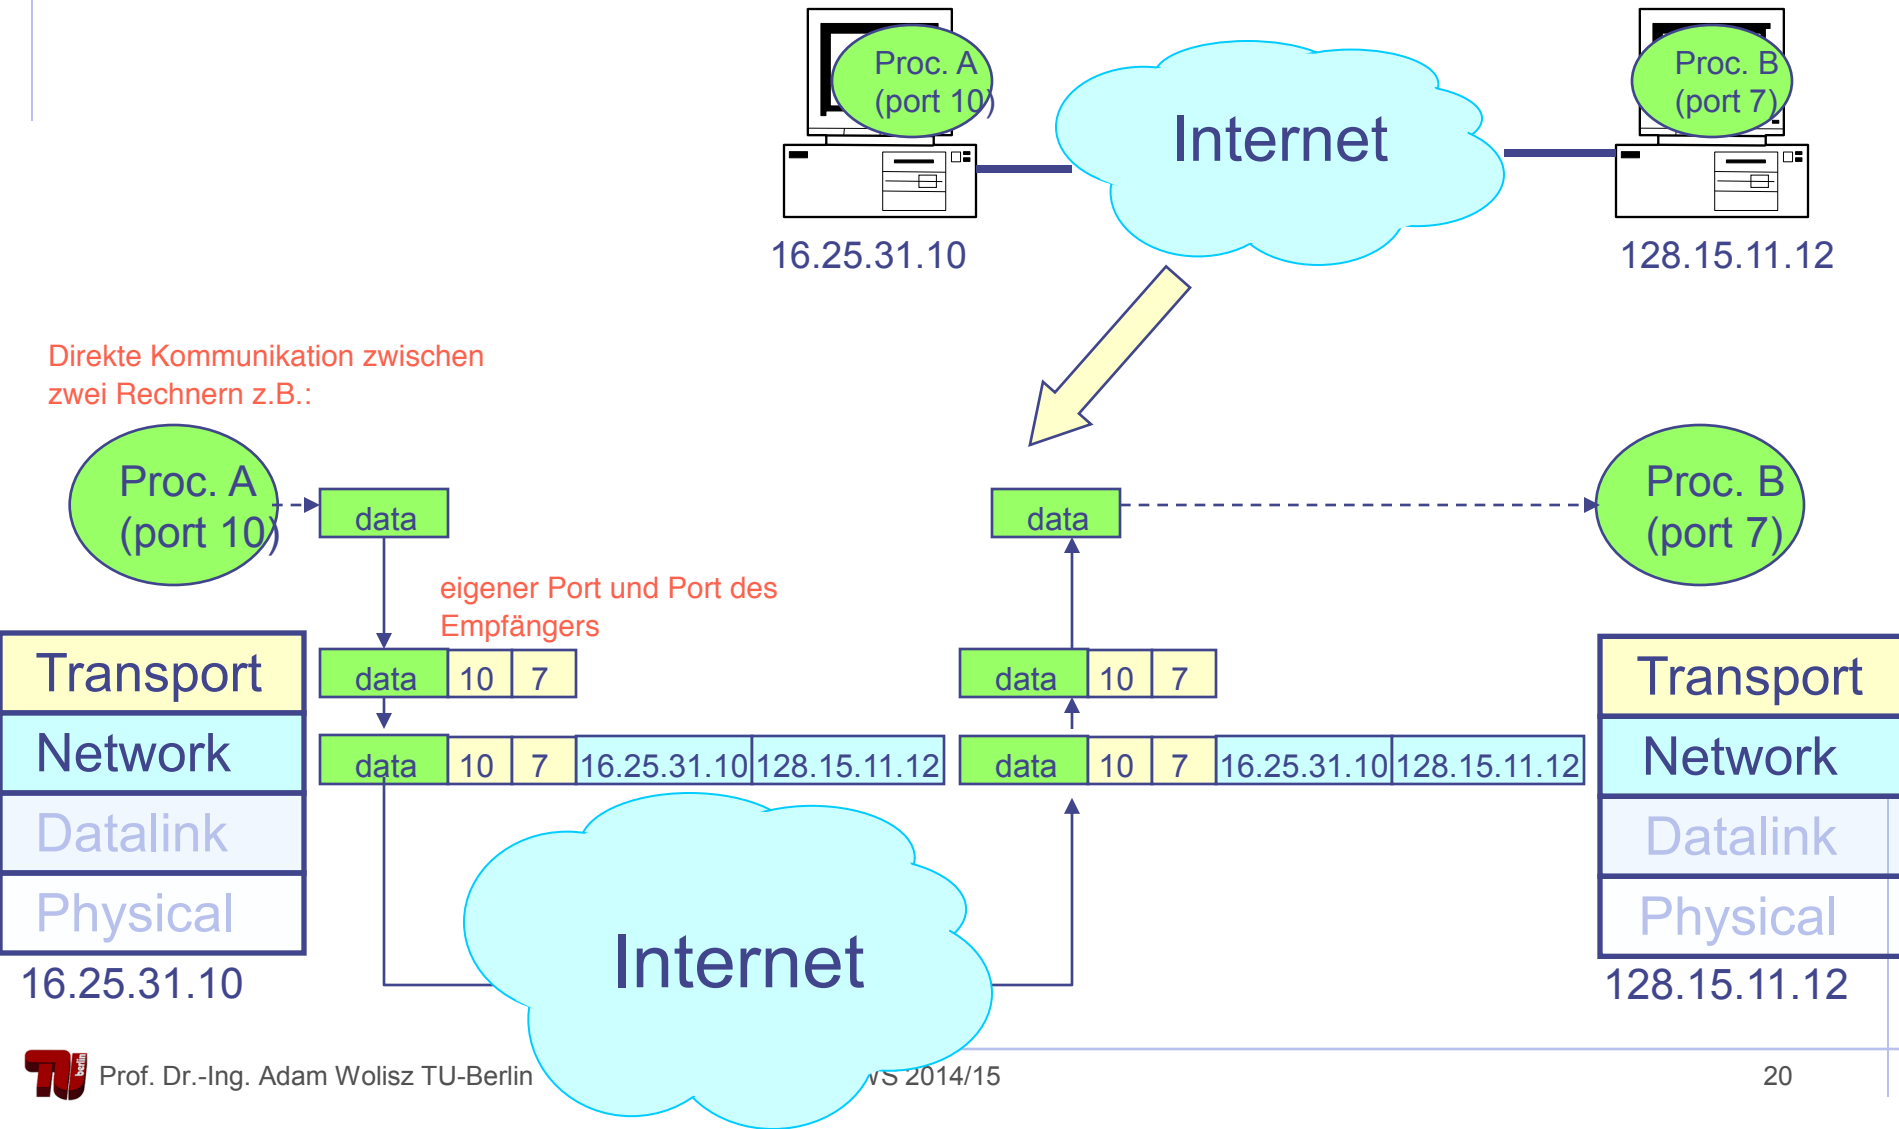 Proc. A
(port 10)
Internet
Proc. B
(port 7)
16.25.31.10
128.15.11.12
Direkte Kommunikation zwischen
zwei Rechnern z.B.:
Proc. A
(port 10)
data
data
Proc. B
(port 7)
eigener Port und Port des
Empfängers
Transport
data 10 7
data 10 7
Transport
Network
data 10 7 16.25.31.10 128.15.11.12
data 10 7 16.25.31.10 128.15.11.12
Network
Datalink
Datalink
Physical
Physical
Internet
16.25.31.10
128.15.11.12
berlin
Prof. Dr.-Ing. Adam Wolisz TU-Berlin
WS 2014/15
20